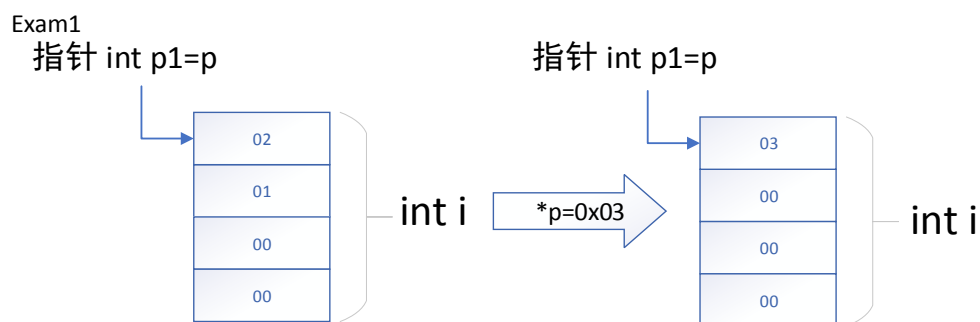 Exam1
指针 int p1=p
指针 int p1=p
02
01
00
00
int i
*p=0x03
03
00
00
00
int i